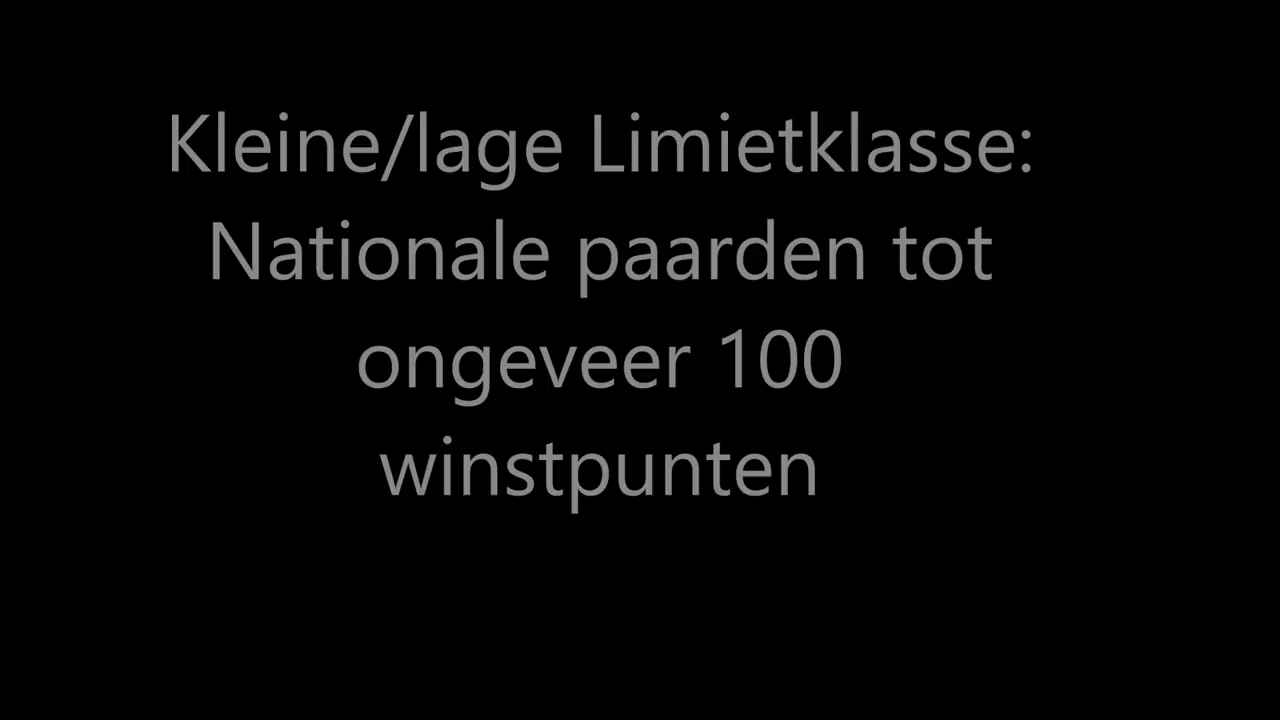 Kleine/lage Limietklasse:
Nationale paarden tot
ongeveer 100
winstpunten